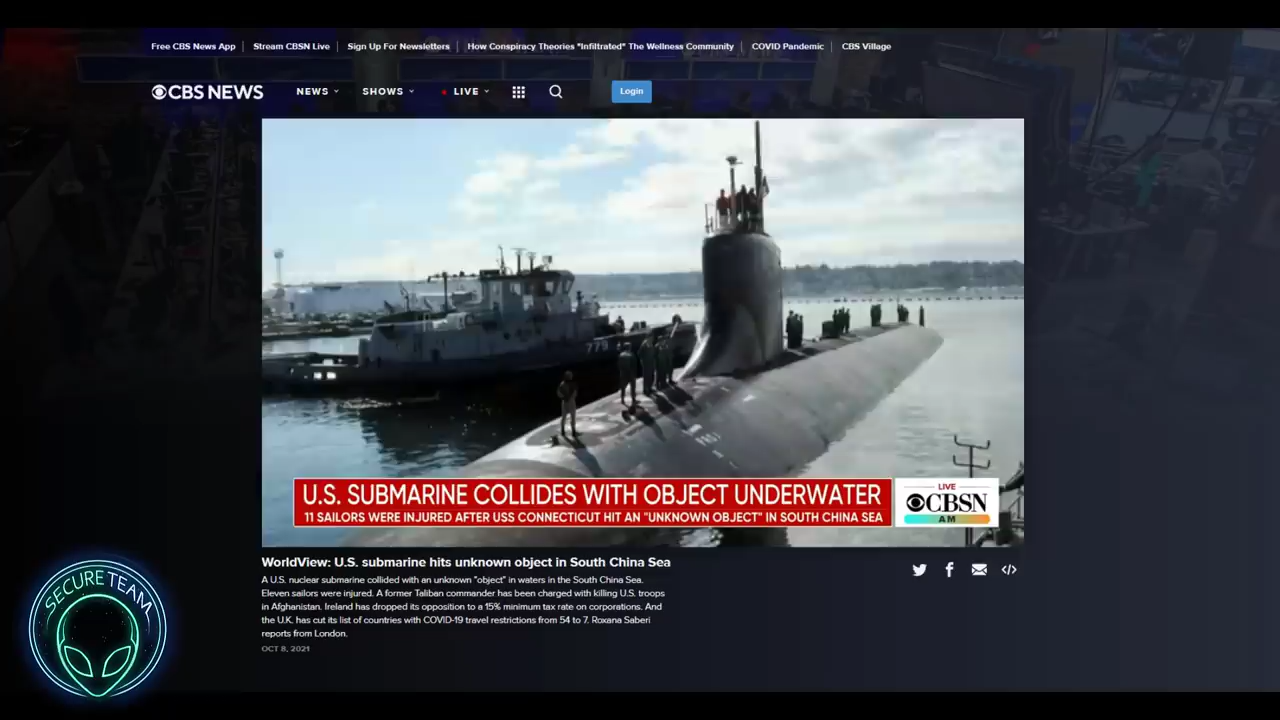 Free CBS News App
Stream CBSN Live
Sign Up For Newsletters
How Conspiracy Theories "Infiltrated" The Wellness Community
COVID Pandemic
CBS Village
CBS NEWS
NEWS
SHOWS
LIVE
Login
779
U.S. SUBMARINE COLLIDES WITH OBJECT UNDERWATER
11 SAILORS WERE INJURED AFTER USS CONNECTICUT HIT AN "UNKNOWN OBJECT" IN SOUTH CHINA SEA
LIVE
CBSN
AM
WorldView: U.S. submarine hits unknown object in South China Sea
A U.S. nuclear submarine collided with an unknown "object" in waters in the South China Sea.
Eleven sailors were injured. A former Taliban commander has been charged with killing U.S. troops
in Afghanistan. Ireland has dropped its opposition to a 15% minimum tax rate on corporations. And
the U.K. has cut its list of countries with COVID-19 travel restrictions from 54 to 7. Roxana Saberi
reports from London.
OCT 8, 2021
SECURETEAM